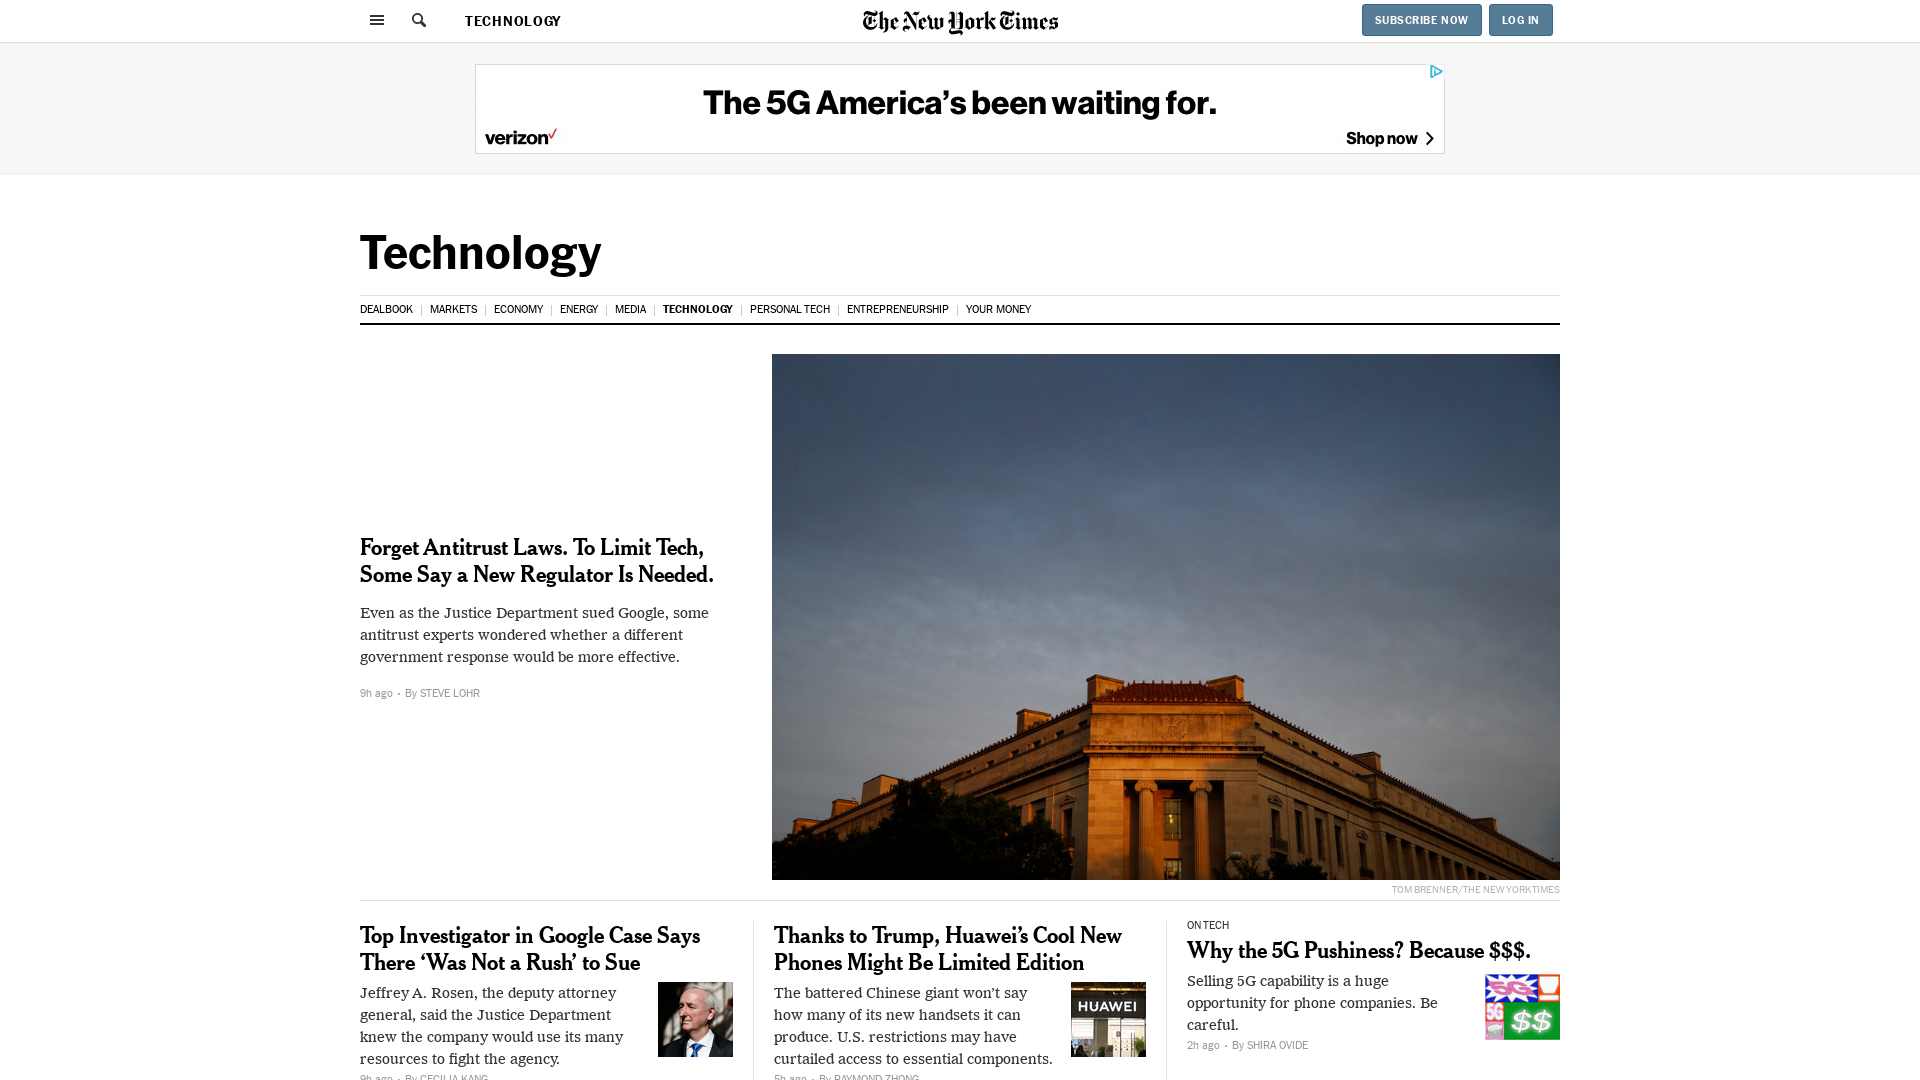 TECHNOLOGY
The New York Times
SUBSCRIBE NOW
LOG IN
The 5G America's been waiting for.
verizon✓
Shop now
Technology
DEALBOOK
MARKETS
ECONOMY
ENERGY
MEDIA
TECHNOLOGY
PERSONAL TECH
ENTREPRENEURSHIP
YOUR MONEY
Forget Antitrust Laws. To Limit Tech,
Some Say a New Regulator Is Needed.
Even as the Justice Department sued Google, some
antitrust experts wondered whether a different
government response would be more effective.
9h ago • By STEVE LOHR
TOM BRENNER/THE NEW YORK TIMES
Top Investigator in Google Case Says
There ‘Was Not a Rush’ to Sue
Jeffrey A. Rosen, the deputy attorney
general, said the Justice Department
knew the company would use its many
resources to fight the agency.
9h ago • By CECILIA KANG
Thanks to Trump, Huawei’s Cool New
Phones Might Be Limited Edition
The battered Chinese giant won’t say
how many of its new handsets it can
produce. U.S. restrictions may have
curtailed access to essential components.
HUAWEI
5h ago • By RAYMOND ZHONG
ON TECH
Why the 5G Pushiness? Because $$$.
Selling 5G capability is a huge
opportunity for phone companies. Be
careful.
5G
5G
$$
2h ago • By SHIRA OVIDE